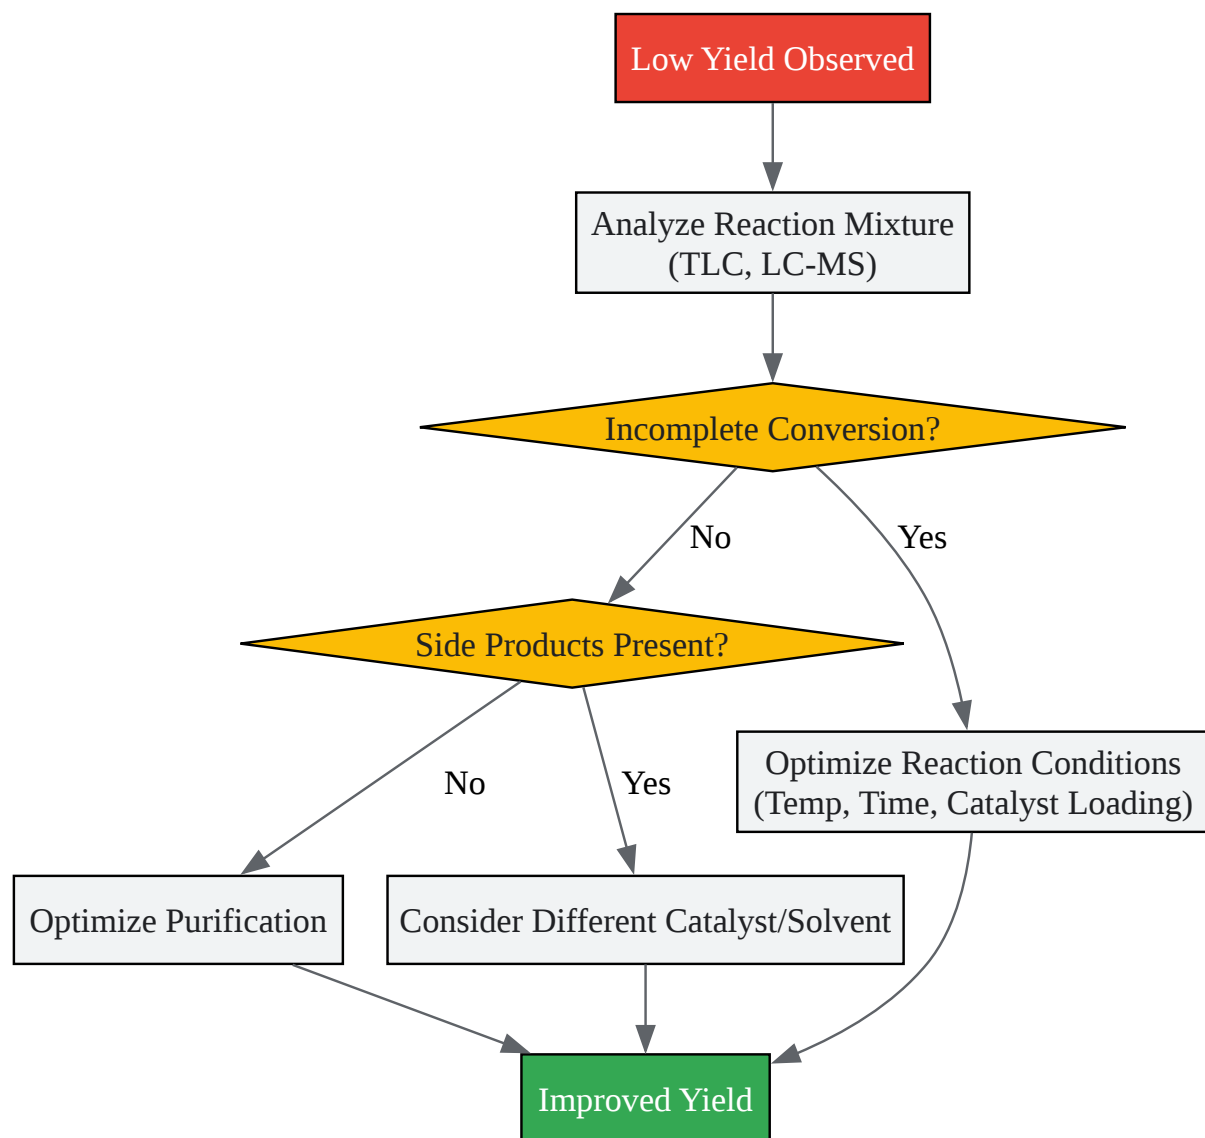 Low Yield Observed
Analyze Reaction Mixture
(TLC, LC-MS)
Incomplete Conversion?
No
Yes
Side Products Present?
Optimize Reaction Conditions
(Temp, Time, Catalyst Loading)
No
Yes
Optimize Purification
Consider Different Catalyst/Solvent
Improved Yield